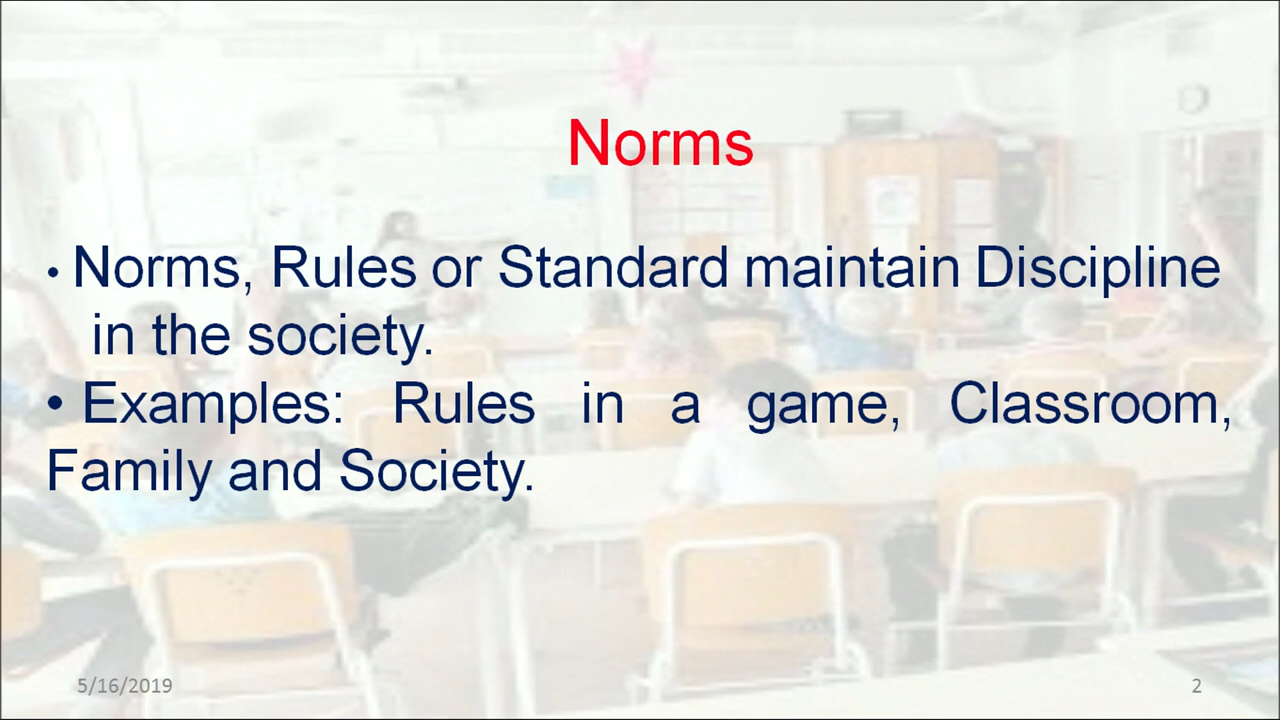 Norms
• Norms, Rules or Standard maintain Discipline
in the society.
• Examples: Rules in a game, Classroom,
Family and Society.
5/16/2019
2